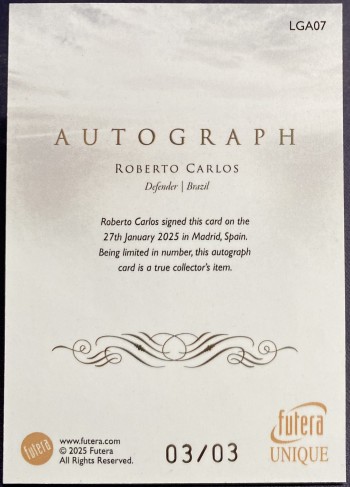 LGA07
AUTOGRAPH
ROBERTO CARLOS
Defender | Brazil
Roberto Carlos signed this card on the
27th January 2025 in Madrid, Spain.
Being limited in number, this autograph
card is a true collector's item.
futera
www.futera.com
© 2025 Futera
All Rights Reserved.
03/03
futera
UNIQUE